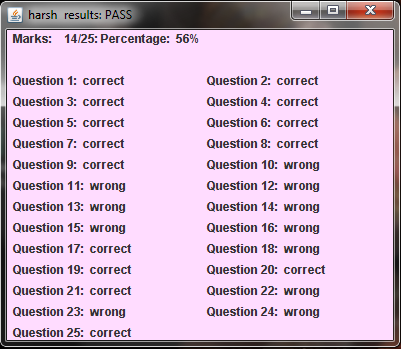 harsh results: PASS
Marks: 14/25: Percentage: 56%
Question 1: correct Question 2: correct
Question 3: correct Question 4: correct
Question 5: correct Question 6: correct
Question 7: correct Question 8: correct
Question 9: correct Question 10: wrong
Question 11: wrong Question 12: wrong
Question 13: wrong Question 14: wrong
Question 15: wrong Question 16: wrong
Question 17: correct Question 18: wrong
Question 19: correct Question 20: correct
Question 21: correct Question 22: wrong
Question 23: wrong Question 24: wrong
Question 25: correct